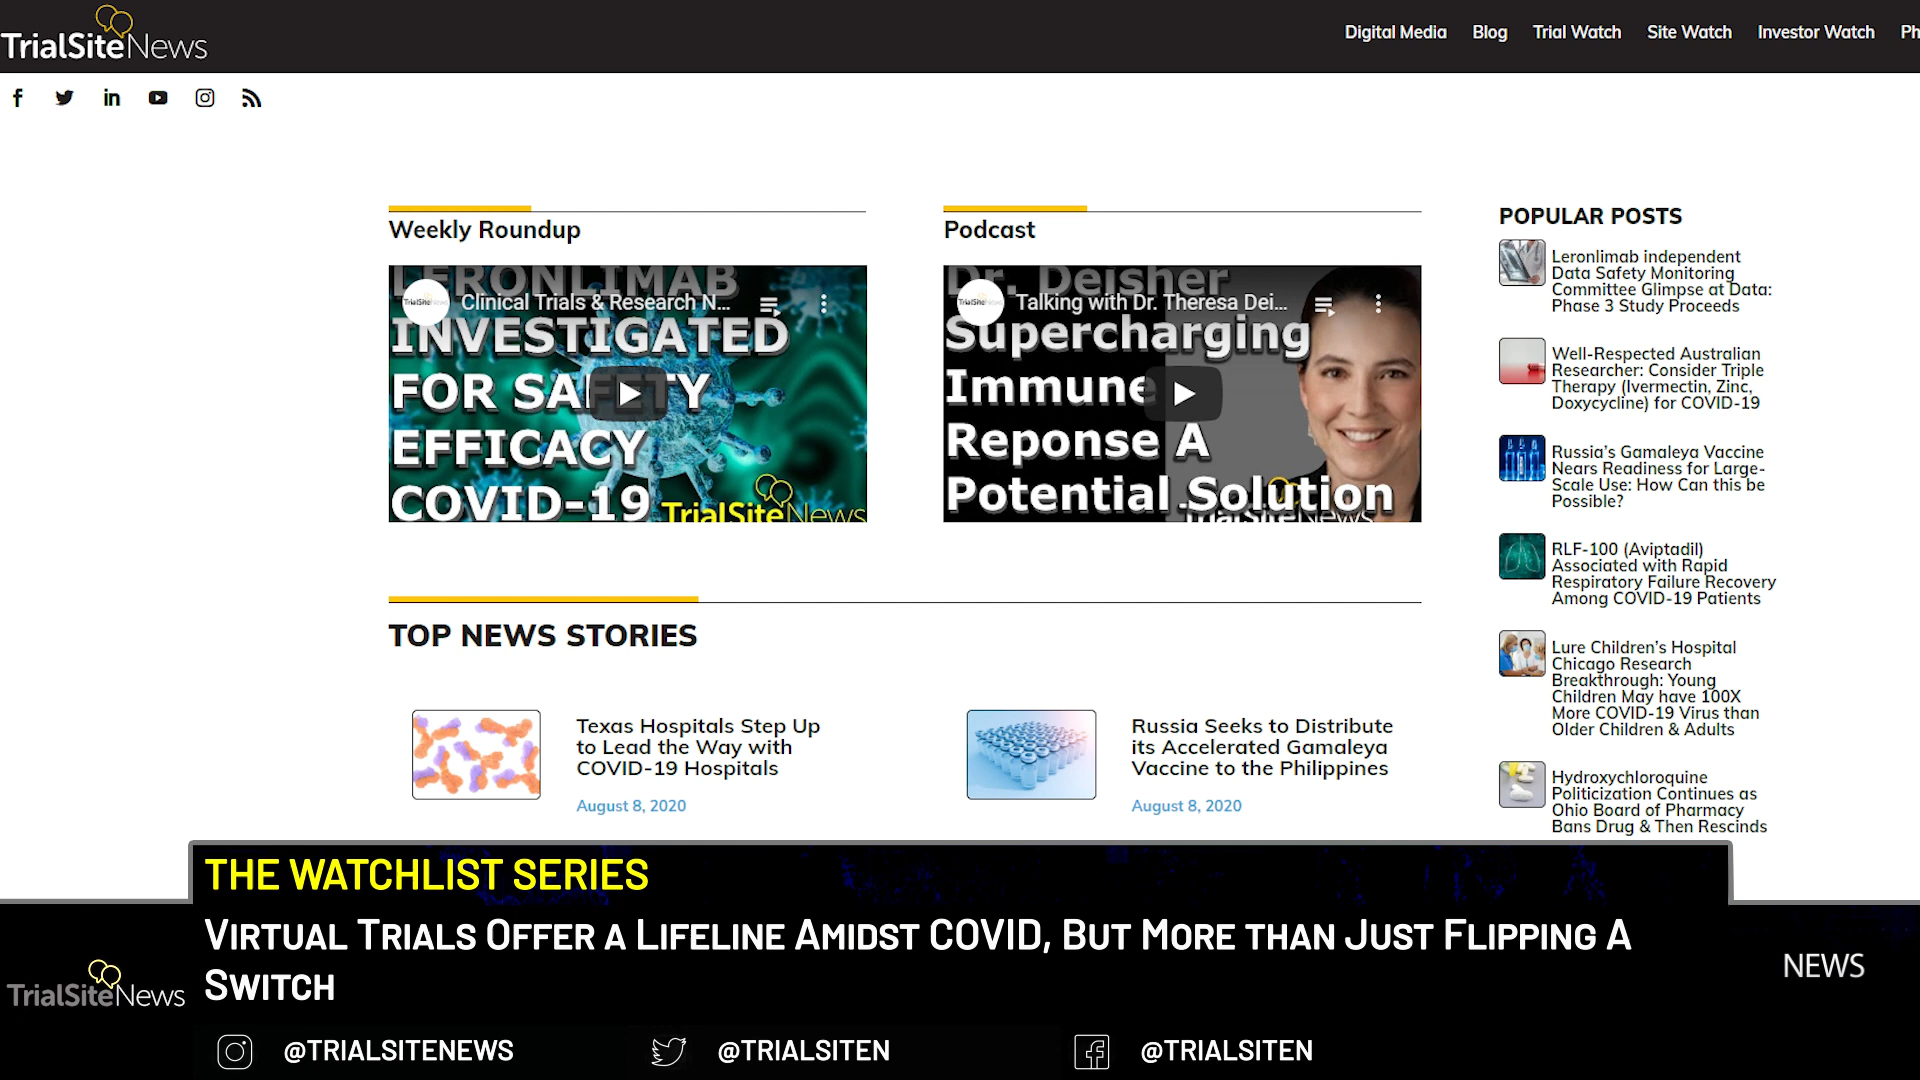 TrialSiteNews
Digital Media Blog Trial Watch Site Watch Investor Watch Ph
Weekly Roundup
LERONLIMAB
TrialSiteNews Clinical Trials & Research N...
INVESTIGATED
FOR SAFETY
EFFICACY
COVID-19
TrialSiteNews
Podcast
Dr. Deisher
TrialSiteNews Talking with Dr. Theresa Dei...
Supercharging
Immune
Reponse A
Potential Solution
TrialSiteNews
POPULAR POSTS
Leronlimab independent
Data Safety Monitoring
Committee Glimpse at Data:
Phase 3 Study Proceeds
Well-Respected Australian
Researcher: Consider Triple
Therapy (Ivermectin, Zinc,
Doxycycline) for COVID-19
Russia's Gamaleya Vaccine
Nears Readiness for Large-
Scale Use: How Can this be
Possible?
RLF-100 (Aviptadil)
Associated with Rapid
Respiratory Failure Recovery
Among COVID-19 Patients
Lure Children's Hospital
Chicago Research
Breakthrough: Young
Children May have 100X
More COVID-19 Virus than
Older Children & Adults
Hydroxychloroquine
Politicization Continues as
Ohio Board of Pharmacy
Bans Drug & Then Rescinds
TOP NEWS STORIES
Texas Hospitals Step Up
to Lead the Way with
COVID-19 Hospitals
August 8, 2020
Russia Seeks to Distribute
its Accelerated Gamaleya
Vaccine to the Philippines
August 8, 2020
THE WATCHLIST SERIES
VIRTUAL TRIALS OFFER A LIFELINE AMIDST COVID, BUT MORE THAN JUST FLIPPING A
SWITCH
TrialSiteNews
NEWS
@TRIALSITENEWS @TRIALSITEN @TRIALSITEN